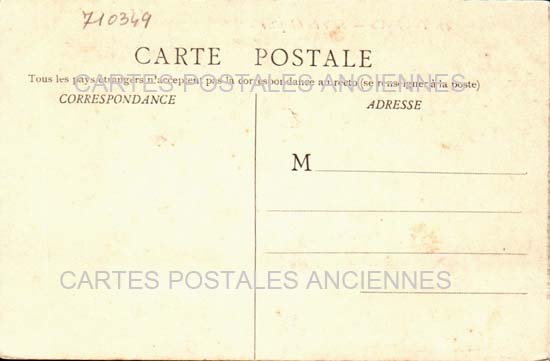 710349
CARTE POSTALE
Tous les pays étrangers n'acceptent pas la correspondance au recto (se renseigner à la poste)
CARTES POSTALES ANCIENNES
CORRESPONDANCE
ADRESSE
M
CARTES POSTALES ANCIENNES